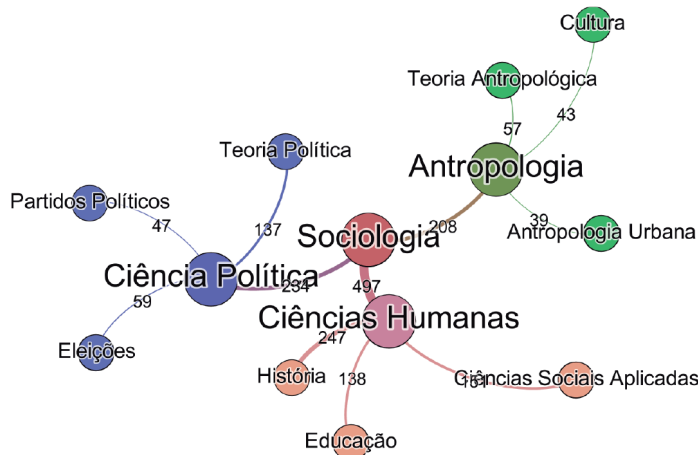 Cultura
Teoria Antropológica
43
57
Teoria Política
Antropologia
Partidos Políticos
47
137
Sociologia
208
39
Antropologia Urbana
Ciência Política
234
497
59
Ciências Humanas
Eleições
247
História
138
151
Ciências Sociais Aplicadas
Educação